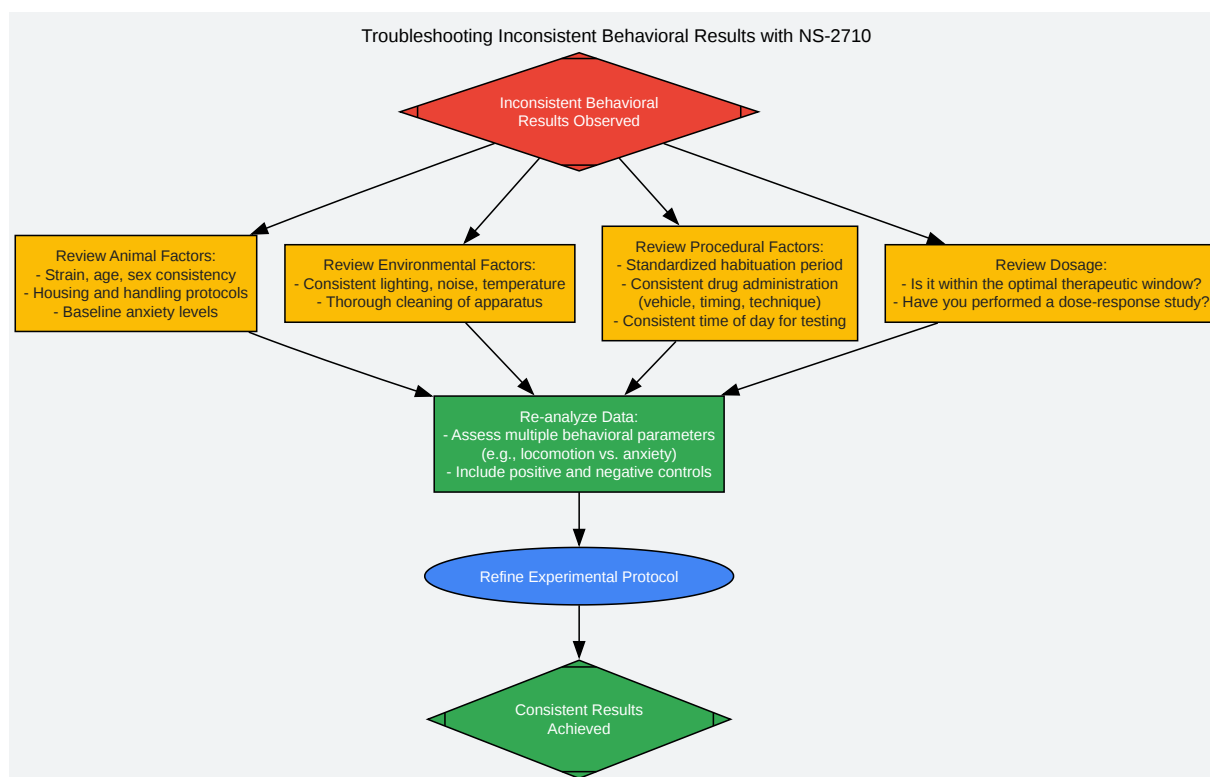 Troubleshooting Inconsistent Behavioral Results with NS-2710
Inconsistent Behavioral
Results Observed
Review Animal Factors:
- Strain, age, sex consistency
- Housing and handling protocols
- Baseline anxiety levels
Review Environmental Factors:
- Consistent lighting, noise, temperature
- Thorough cleaning of apparatus
Review Procedural Factors:
- Standardized habituation period
- Consistent drug administration
(vehicle, timing, technique)
- Consistent time of day for testing
Review Dosage:
- Is it within the optimal therapeutic window?
- Have you performed a dose-response study?
Re-analyze Data:
- Assess multiple behavioral parameters
(e.g., locomotion vs. anxiety)
- Include positive and negative controls
Refine Experimental Protocol
Consistent Results
Achieved